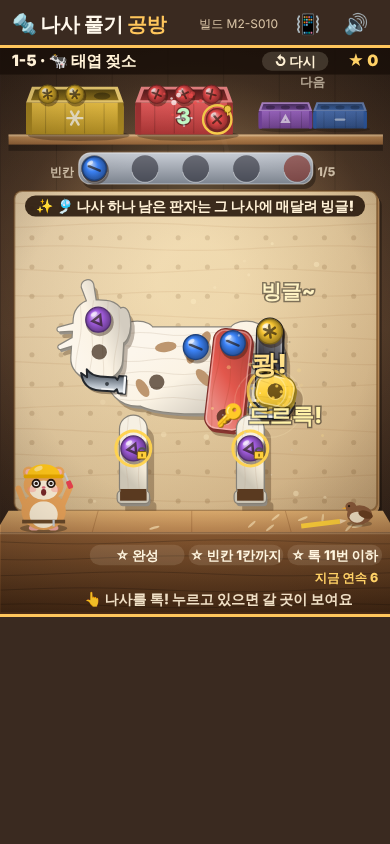 나사 풀기 공방
빌드 M2-S010
1-5 · 태엽 젖소
다시
★ 0
다음
3
빈칸
1/5
나사 하나 남은 판자는 그 나사에 매달려 빙글!
빙글~
쾅!
드르륵!
☆ 완성
☆ 빈칸 1칸까지
☆ 톡 11번 이하
지금 연속 6
나사를 톡! 누르고 있으면 갈 곳이 보여요